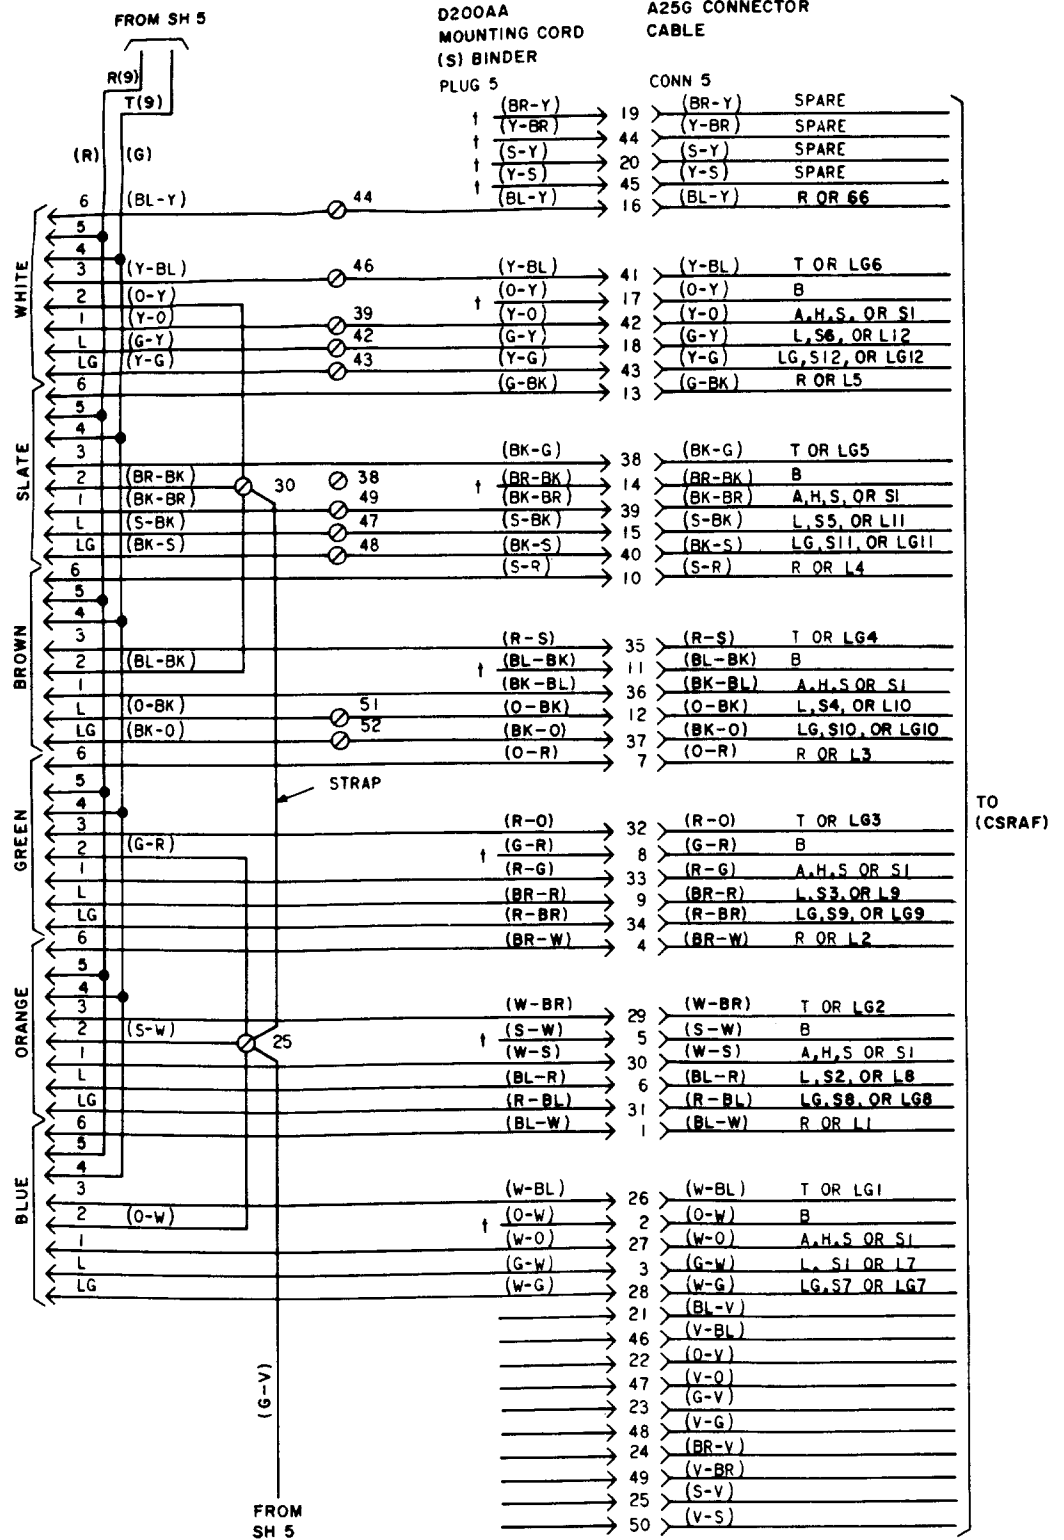 FROM SH 5
D200AA
MOUNTING CORD
(S) BINDER
PLUG 5
A25G CONNECTOR
CABLE
CONN 5
R(9)
T(9)
(R) (G)
† (BR-Y) 19 (BR-Y) SPARE
† (Y-BR) 44 (Y-BR) SPARE
† (S-Y) 20 (S-Y) SPARE
† (Y-S) 45 (Y-S) SPARE
WHITE
6 (BL-Y) 44 (BL-Y) 16 (BL-Y) R OR 66
5
4
3 (Y-BL) 46 (Y-BL) 41 (Y-BL) T OR LG6
2 (O-Y) † (O-Y) 17 (O-Y) B
1 (Y-O) 39 (Y-O) 42 (Y-O) A,H,S, OR S1
L (G-Y) 42 (G-Y) 18 (G-Y) L,S6, OR L12
LG (Y-G) 43 (Y-G) 43 (Y-G) LG,S12, OR LG12
SLATE
6 (G-BK) 13 (G-BK) R OR L5
5
4
3 (BK-G) 38 (BK-G) T OR LG5
2 (BR-BK) 30 38 † (BR-BK) 14 (BR-BK) B
1 (BK-BR) 49 (BK-BR) 39 (BK-BR) A,H,S, OR S1
L (S-BK) 47 (S-BK) 15 (S-BK) L,S5, OR L11
LG (BK-S) 48 (BK-S) 40 (BK-S) LG,S11, OR LG11
BROWN
6 (S-R) 10 (S-R) R OR L4
5
4
3 (R-S) 35 (R-S) T OR LG4
2 (BL-BK) † (BL-BK) 11 (BL-BK) B
1 (BK-BL) 36 (BK-BL) A,H,S OR S1
L (O-BK) 51 (O-BK) 12 (O-BK) L,S4, OR L10
LG (BK-O) 52 (BK-O) 37 (BK-O) LG,S10, OR LG10
GREEN
6 (O-R) 7 (O-R) R OR L3
STRAP
5
4
3 (R-O) 32 (R-O) T OR LG3
2 (G-R) † (G-R) 8 (G-R) B
1 (R-G) 33 (R-G) A,H,S OR S1
L (BR-R) 9 (BR-R) L,S3, OR L9
LG (R-BR) 34 (R-BR) LG,S9, OR LG9
TO
(CSRAF)
ORANGE
6 (BR-W) 4 (BR-W) R OR L2
5
4
3 (W-BR) 29 (W-BR) T OR LG2
2 (S-W) 25 † (S-W) 5 (S-W) B
1 (W-S) 30 (W-S) A,H,S OR S1
L (BL-R) 6 (BL-R) L,S2, OR L8
LG (R-BL) 31 (R-BL) LG,S8, OR LG8
BLUE
6 (BL-W) 1 (BL-W) R OR L1
5
4
3 (W-BL) 26 (W-BL) T OR LG1
2 (O-W) † (O-W) 2 (O-W) B
1 (W-O) 27 (W-O) A,H,S OR S1
L (G-W) 3 (G-W) L, S1 OR L7
LG (W-G) 28 (W-G) LG,S7 OR LG7
21 (BL-V)
46 (V-BL)
22 (O-V)
47 (V-O)
23 (G-V)
48 (V-G)
24 (BR-V)
49 (V-BR)
25 (S-V)
50 (V-S)
(G-V)
FROM
SH 5